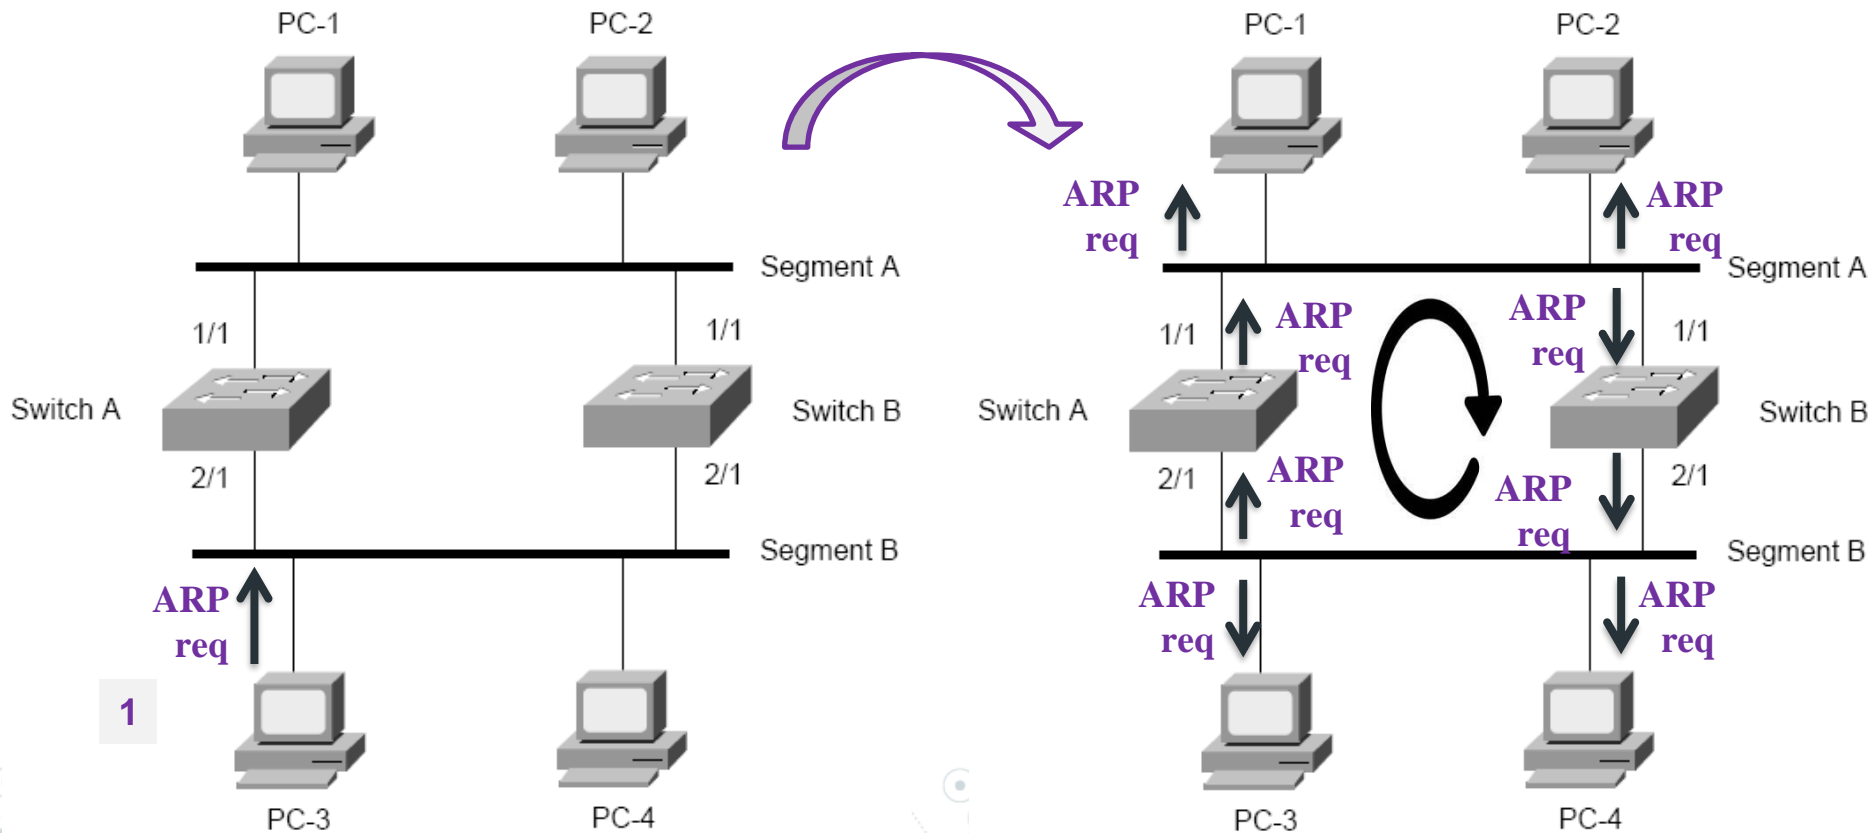 PC-1
PC-2
Segment A
1/1
1/1
Switch A
Switch B
2/1
2/1
Segment B
ARP
req
1
PC-3
PC-4
PC-1
PC-2
ARP
req
ARP
req
Segment A
1/1
ARP
req
ARP
req
1/1
Switch A
Switch B
2/1
ARP
req
ARP
req
2/1
Segment B
ARP
req
ARP
req
PC-3
PC-4